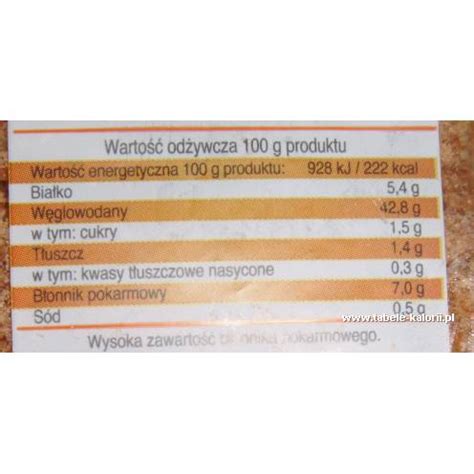 Wartość odżywcza 100 g produktu
Wartość energetyczna 100 g produktu: 928 kJ / 222 kcal
Białko 5,4 g
Węglowodany 42,8 g
w tym: cukry 1,5 g
Tłuszcz 1,4 g
w tym: kwasy tłuszczowe nasycone 0,3 g
Błonnik pokarmowy 7,0 g
Sód 0,5 g
www.tabele-kalorii.pl
Wysoka zawartość błonnika pokarmowego.